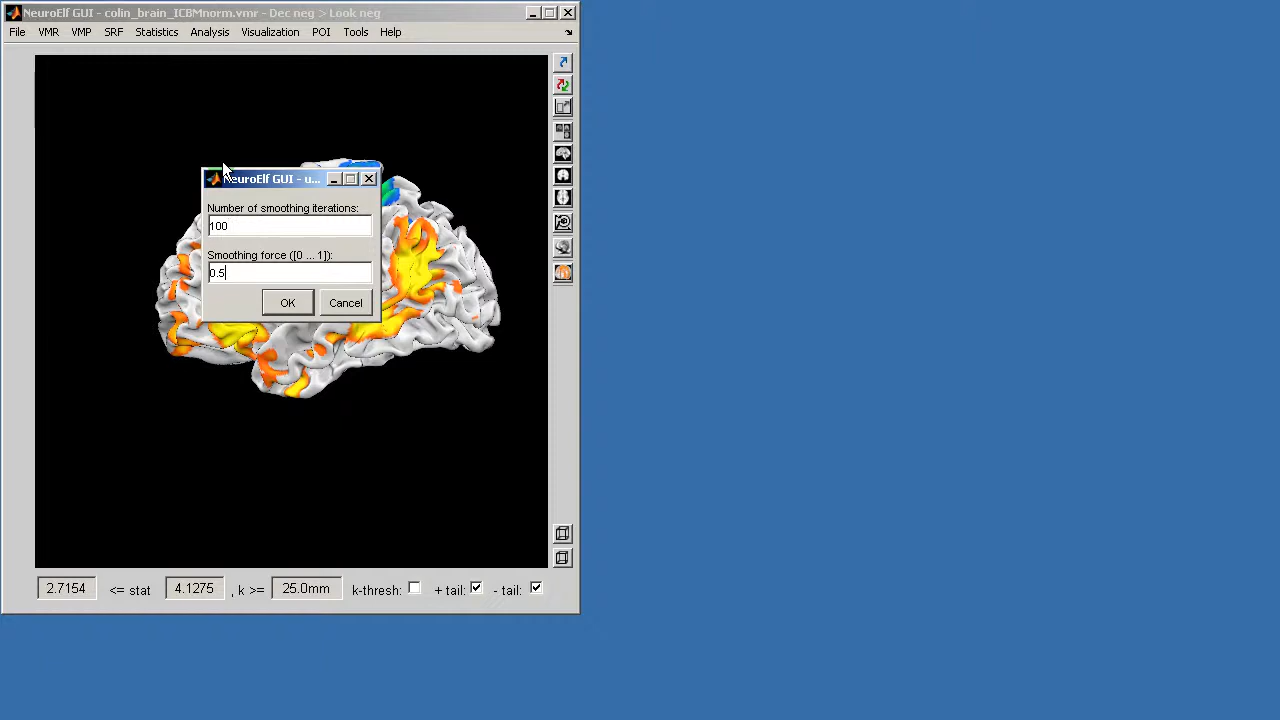 NeuroElf GUI - colin_brain_ICBMnorm.vmr - Dec neg > Look neg
File VMR VMP SRF Statistics Analysis Visualization POI Tools Help
NeuroElf GUI - u...
Number of smoothing iterations:
100
Smoothing force ([0 ... 1]):
0.5
OK Cancel
2.7154 <= stat 4.1275 , k >= 25.0mm k-thresh: + tail: - tail: